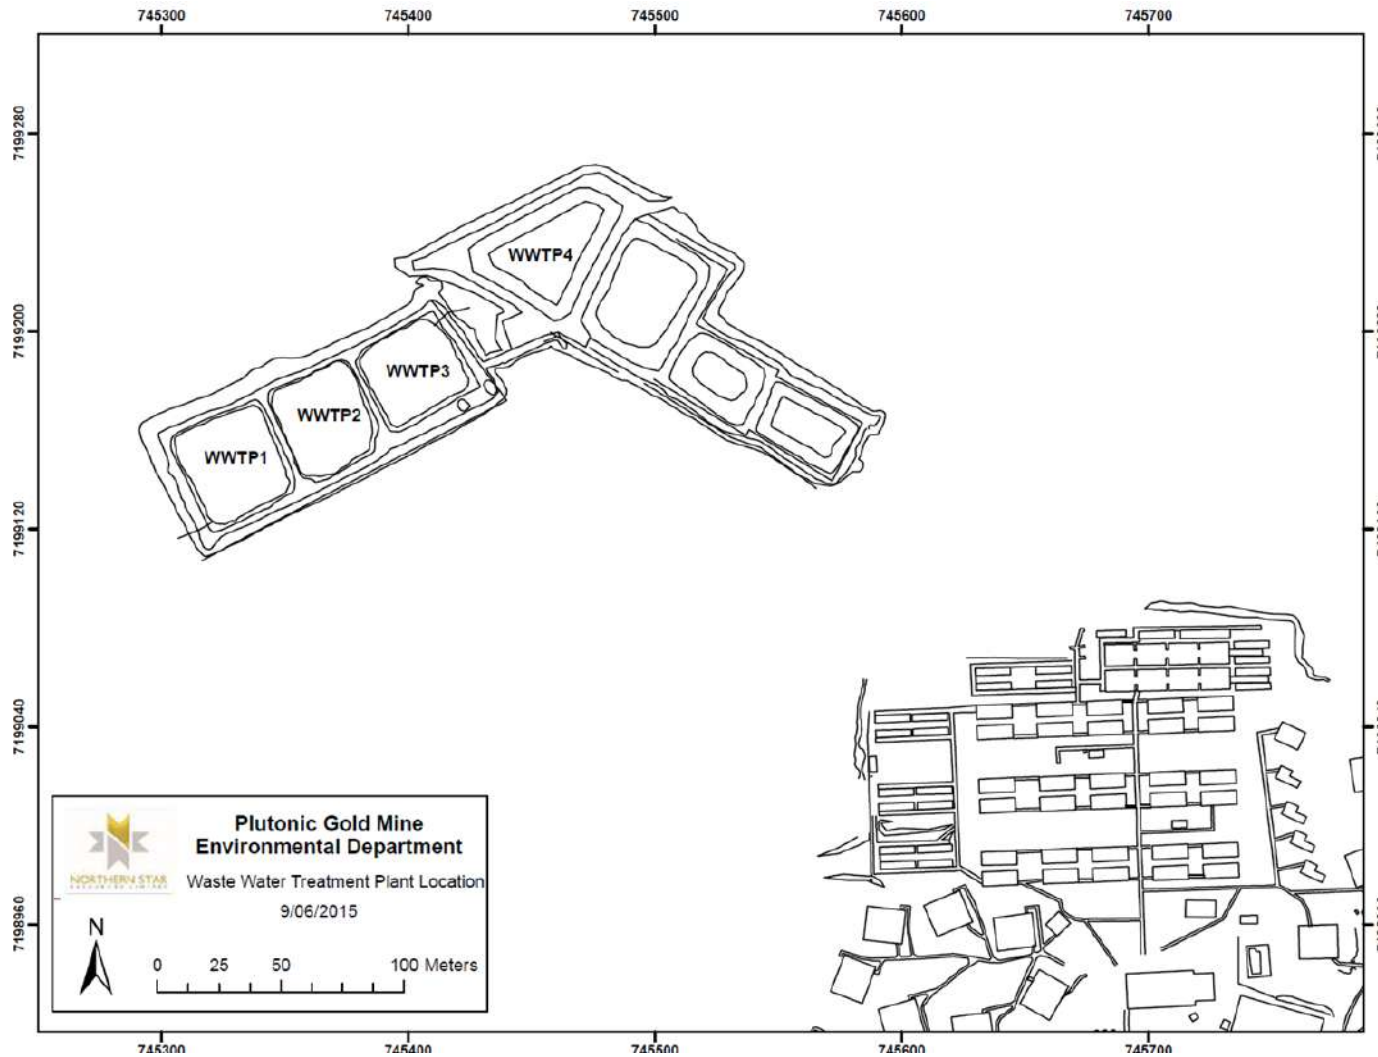 745300 745400 745500 745600 745700
7199280
7199200
7199120
7199040
7198960
WWTP4
WWTP3
WWTP2
WWTP1
Plutonic Gold Mine
Environmental Department
NORTHERN STAR
RESOURCES LIMITED
Waste Water Treatment Plant Location
9/06/2015
N
0 25 50 100 Meters
745300 745400 745500 745600 745700